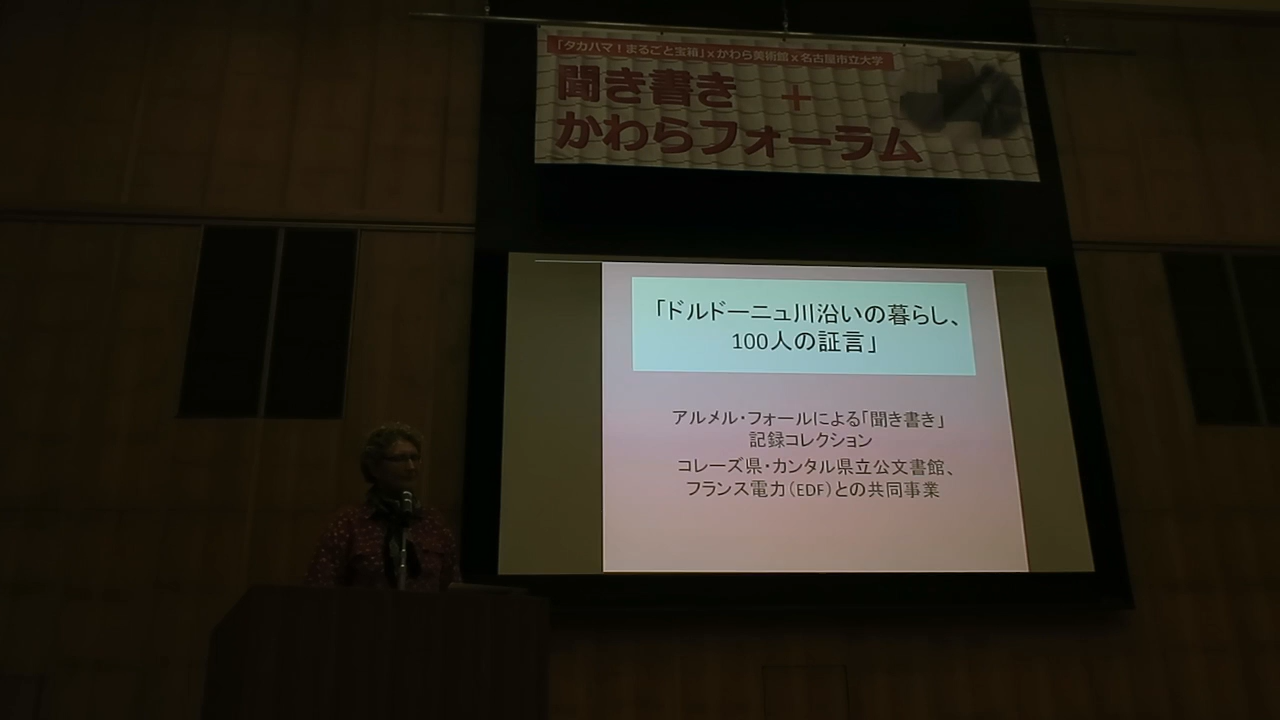 「タカハマ！まるごと宝箱」×かわら美術館×名古屋市立大学
聞き書き +
かわらフォーラム
「ドルドーニュ川沿いの暮らし、
100人の証言」
アルメル・フォールによる「聞き書き」
記録コレクション
コレーズ県・カンタル県立公文書館、
フランス電力（EDF）との共同事業